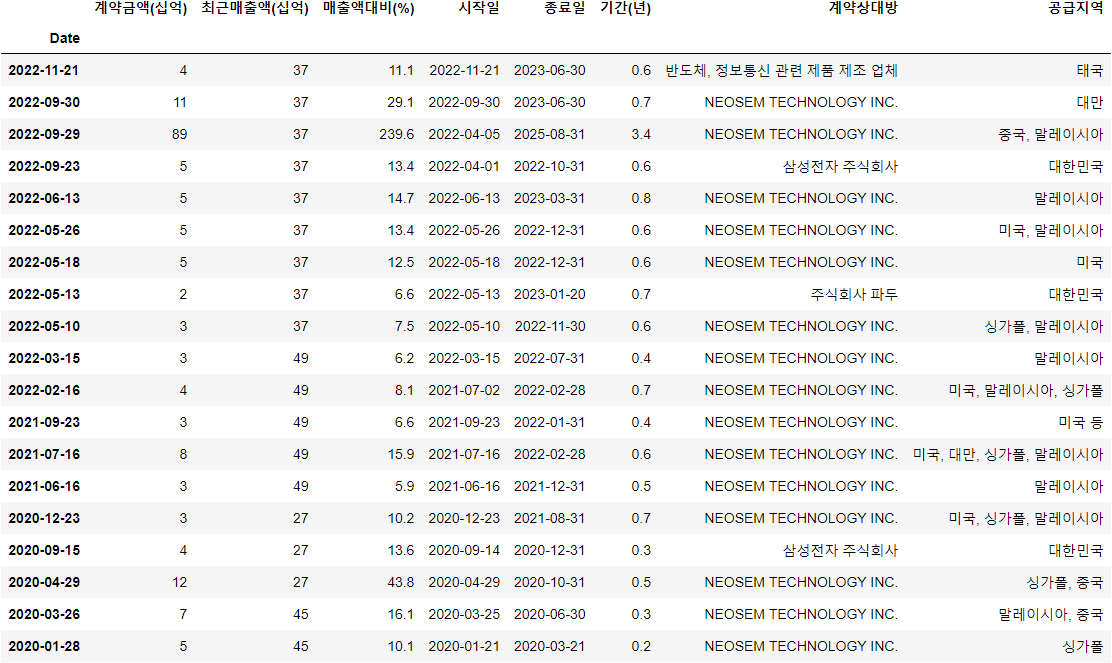 계약금액(십억) 최근매출액(십억) 매출액대비(%) 시작일 종료일 기간(년) 계약상대방 공급지역
Date
2022-11-21 4 37 11.1 2022-11-21 2023-06-30 0.6 반도체, 정보통신 관련 제품 제조 업체 태국
2022-09-30 11 37 29.1 2022-09-30 2023-06-30 0.7 NEOSEM TECHNOLOGY INC. 대만
2022-09-29 89 37 239.6 2022-04-05 2025-08-31 3.4 NEOSEM TECHNOLOGY INC. 중국, 말레이시아
2022-09-23 5 37 13.4 2022-04-01 2022-10-31 0.6 삼성전자 주식회사 대한민국
2022-06-13 5 37 14.7 2022-06-13 2023-03-31 0.8 NEOSEM TECHNOLOGY INC. 말레이시아
2022-05-26 5 37 13.4 2022-05-26 2022-12-31 0.6 NEOSEM TECHNOLOGY INC. 미국, 말레이시아
2022-05-18 5 37 12.5 2022-05-18 2022-12-31 0.6 NEOSEM TECHNOLOGY INC. 미국
2022-05-13 2 37 6.6 2022-05-13 2023-01-20 0.7 주식회사 파두 대한민국
2022-05-10 3 37 7.5 2022-05-10 2022-11-30 0.6 NEOSEM TECHNOLOGY INC. 싱가폴, 말레이시아
2022-03-15 3 49 6.2 2022-03-15 2022-07-31 0.4 NEOSEM TECHNOLOGY INC. 말레이시아
2022-02-16 4 49 8.1 2021-07-02 2022-02-28 0.7 NEOSEM TECHNOLOGY INC. 미국, 말레이시아, 싱가폴
2021-09-23 3 49 6.6 2021-09-23 2022-01-31 0.4 NEOSEM TECHNOLOGY INC. 미국 등
2021-07-16 8 49 15.9 2021-07-16 2022-02-28 0.6 NEOSEM TECHNOLOGY INC. 미국, 대만, 싱가폴, 말레이시아
2021-06-16 3 49 5.9 2021-06-16 2021-12-31 0.5 NEOSEM TECHNOLOGY INC. 말레이시아
2020-12-23 3 27 10.2 2020-12-23 2021-08-31 0.7 NEOSEM TECHNOLOGY INC. 미국, 싱가폴, 말레이시아
2020-09-15 4 27 13.6 2020-09-14 2020-12-31 0.3 삼성전자 주식회사 대한민국
2020-04-29 12 27 43.8 2020-04-29 2020-10-31 0.5 NEOSEM TECHNOLOGY INC. 싱가폴, 중국
2020-03-26 7 45 16.1 2020-03-25 2020-06-30 0.3 NEOSEM TECHNOLOGY INC. 말레이시아, 중국
2020-01-28 5 45 10.1 2020-01-21 2020-03-21 0.2 NEOSEM TECHNOLOGY INC. 싱가폴